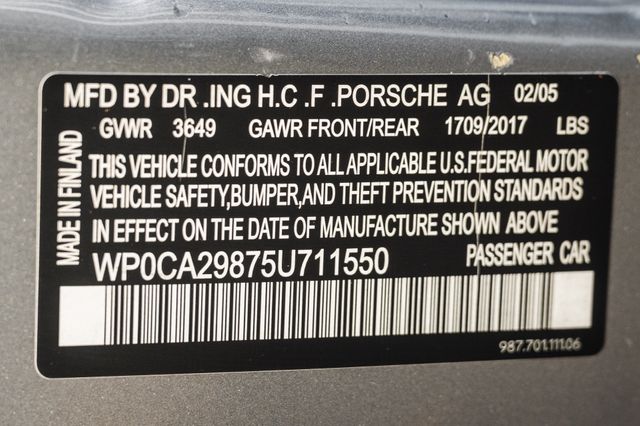 MFD BY DR .ING H.C .F .PORSCHE AG 02/05
GVWR 3649 GAWR FRONT/REAR 1709/2017 LBS
MADE IN FINLAND
THIS VEHICLE CONFORMS TO ALL APPLICABLE U.S.FEDERAL MOTOR
VEHICLE SAFETY,BUMPER,AND THEFT PREVENTION STANDARDS
IN EFFECT ON THE DATE OF MANUFACTURE SHOWN ABOVE
WP0CA29875U711550 PASSENGER CAR
987.701.111.06